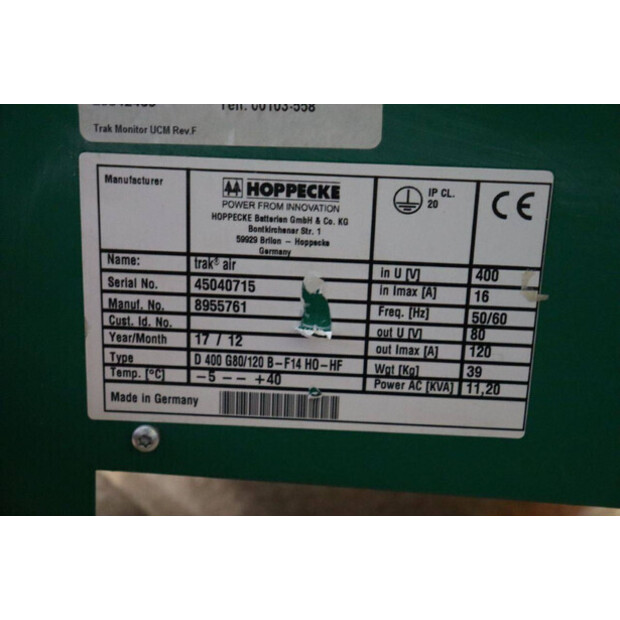 Teil: 00103-558
Trak Monitor UCM Rev.F
Manufacturer
HOPPECKE
POWER FROM INNOVATION
HOPPECKE Batterien GmbH & Co. KG
Bontkirchener Str. 1
59929 Brilon - Hoppecke
Germany
IP CL.
20
CE
Name: trak® air
Serial No. 45040715
Manuf. No. 8955761
Cust. Id. No.
Year/Month 17 / 12
Type D 400 G80/120 B-F14 HO-HF
Temp. [°C] -5 -- +40
in U [V] 400
in Imax [A] 16
Freq. [Hz] 50/60
out U [V] 80
out Imax [A] 120
Wgt [Kg] 39
Power AC [KVA] 11,20
Made in Germany